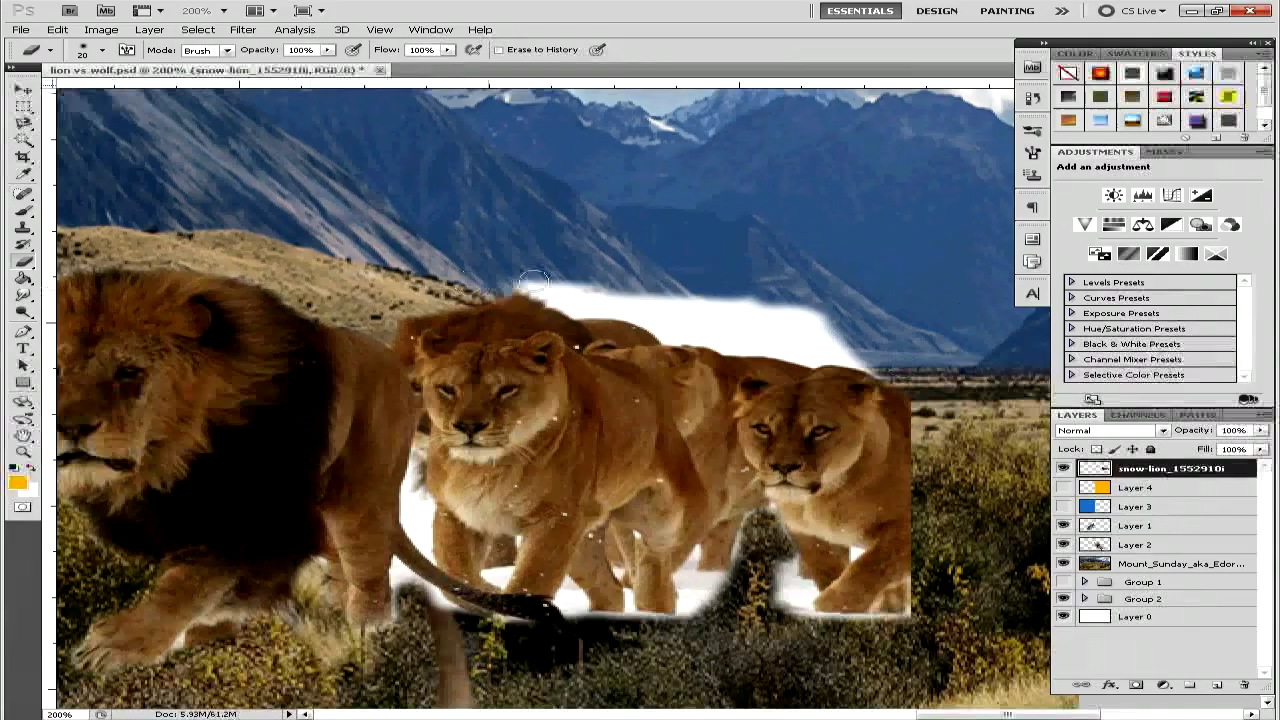 Ps Br Mb 200% ESSENTIALS DESIGN PAINTING CS Live
File Edit Image Layer Select Filter Analysis 3D View Window Help
20 Mode: Brush Opacity: 100% Flow: 100% Erase to History
lion vs wolf.psd @ 200% (snow-lion_1552910i, RGB/8) *
COLOR SWATCHES STYLES
Mb
ADJUSTMENTS MASKS
Add an adjustment
Levels Presets
Curves Presets
Exposure Presets
Hue/Saturation Presets
Black & White Presets
Channel Mixer Presets
Selective Color Presets
LAYERS CHANNELS PATHS
Normal Opacity: 100%
Lock: Fill: 100%
snow-lion_1552910i
Layer 4
Layer 3
Layer 1
Layer 2
Mount_Sunday_aka_Edor...
Group 1
Group 2
Layer 0
200% Doc: 5.93M/61.2M